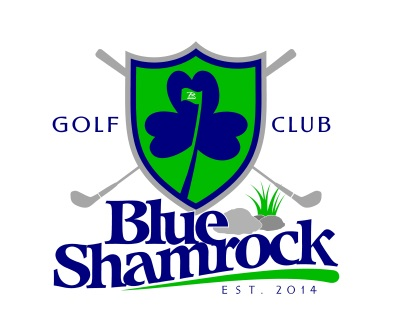 GOLF CLUB
Blue
Shamrock
EST. 2014